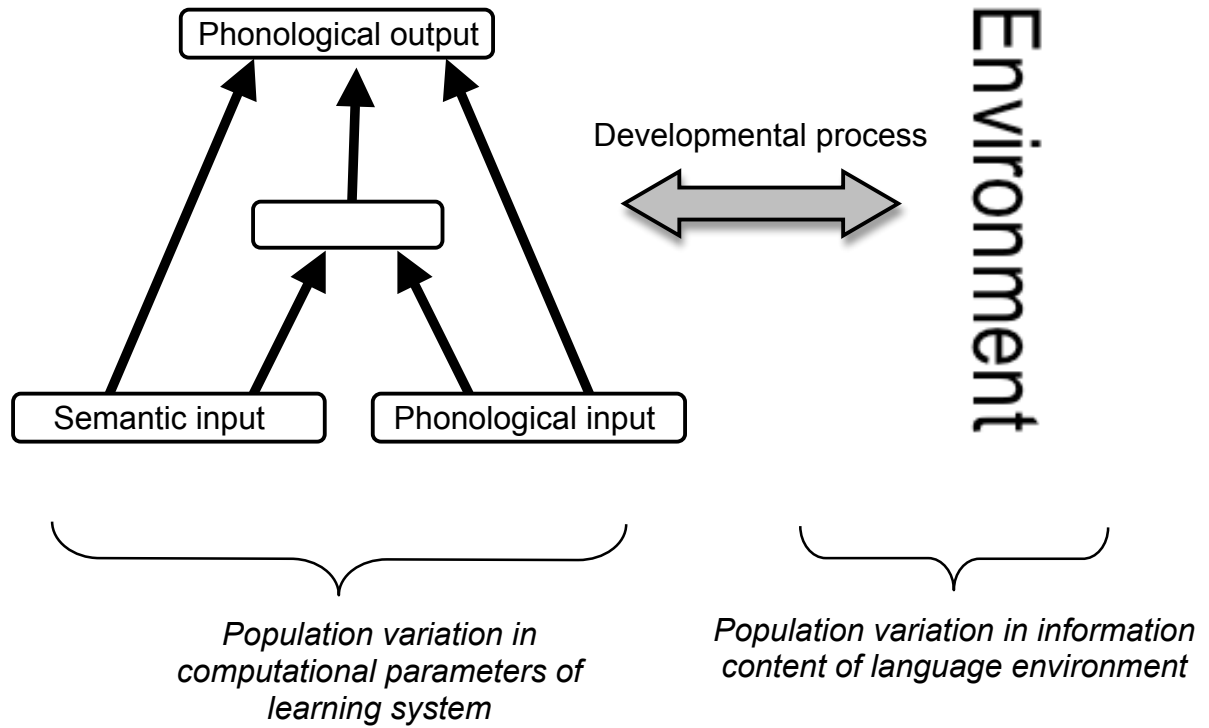 Phonological output
Developmental process
Environment
Semantic input
Phonological input
Population variation in
computational parameters of
learning system
Population variation in information
content of language environment